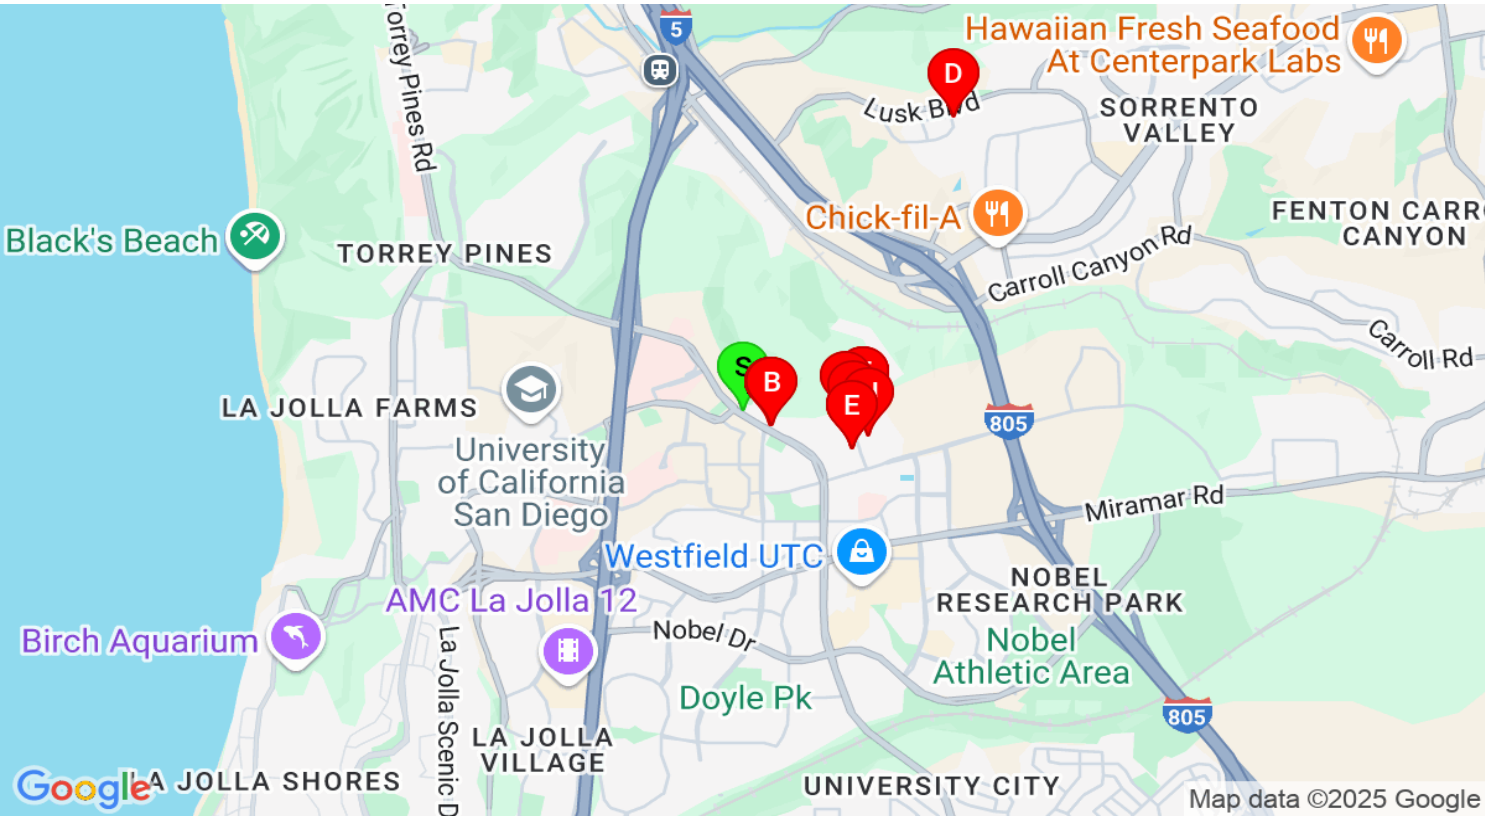 5
Torrey Pines Rd
Hawaiian Fresh Seafood
At Centerpark Labs
D
Lusk Blvd
SORRENTO
VALLEY
Chick-fil-A
FENTON CARR
CANYON
Black's Beach
TORREY PINES
Carroll Canyon Rd
Carroll Rd
S
B
E
LA JOLLA FARMS
805
University
of California
San Diego
Miramar Rd
Westfield UTC
NOBEL
RESEARCH PARK
AMC La Jolla 12
Birch Aquarium
Nobel Dr
Nobel
Athletic Area
La Jolla Scenic D
Doyle Pk
805
LA JOLLA
VILLAGE
Google
LA JOLLA SHORES
UNIVERSITY CITY
Map data ©2025 Google